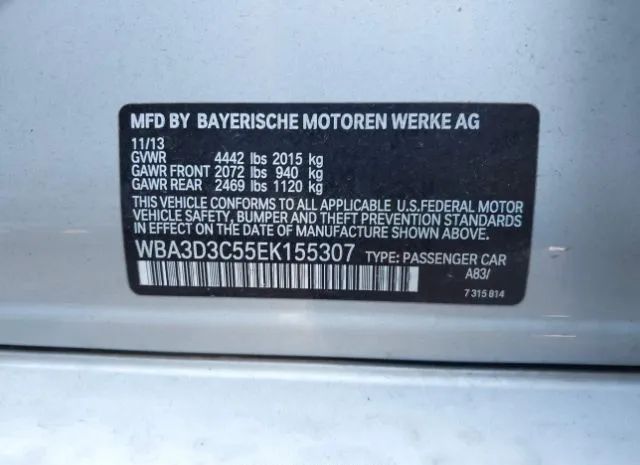 MFD BY BAYERISCHE MOTOREN WERKE AG
11/13
GVWR 4442 lbs 2015 kg
GAWR FRONT 2072 lbs 940 kg
GAWR REAR 2469 lbs 1120 kg
THIS VEHICLE CONFORMS TO ALL APPLICABLE U.S.FEDERAL MOTOR
VEHICLE SAFETY, BUMPER AND THEFT PREVENTION STANDARDS
IN EFFECT ON THE DATE OF MANUFACTURE SHOWN ABOVE.
WBA3D3C55EK155307 TYPE: PASSENGER CAR
A83/
7 315 814